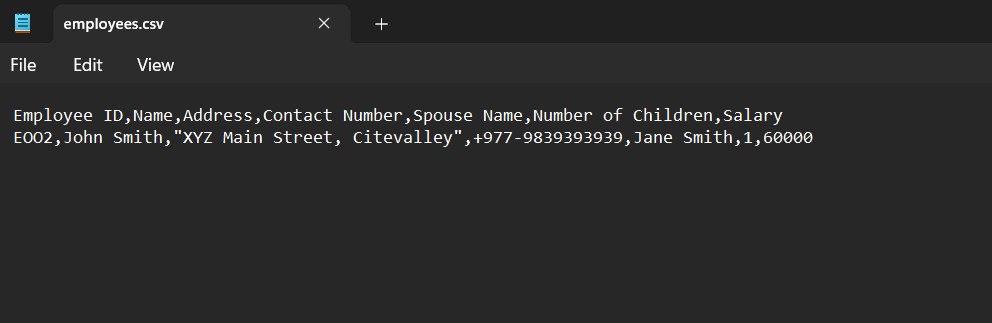 employees.csv
File Edit View
Employee ID,Name,Address,Contact Number,Spouse Name,Number of Children,Salary
EOO2,John Smith,"XYZ Main Street, Citevalley",+977-9839393939,Jane Smith,1,60000